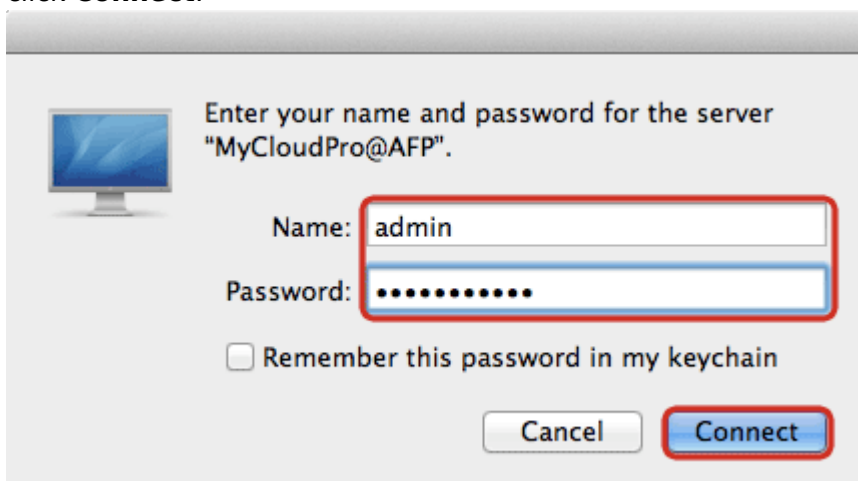 Enter your name and password for the server
“MyCloudPro@AFP”.
Name: admin
Password: •••••••••••
Remember this password in my keychain
Cancel Connect